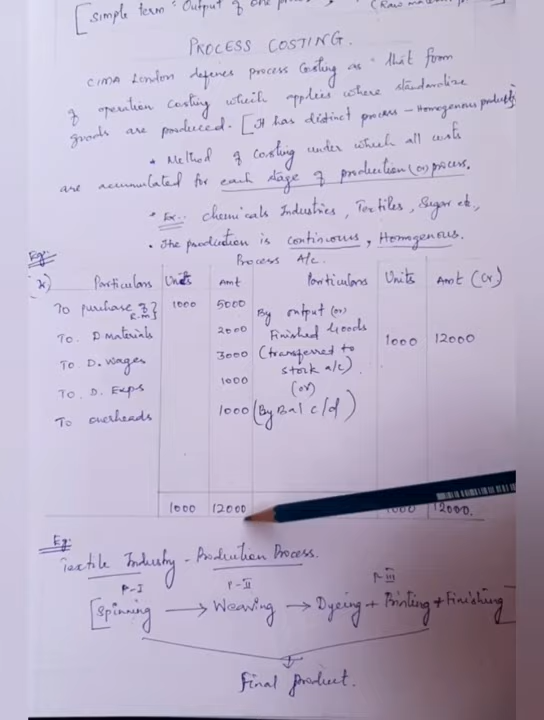 [Simple term "Output of one
PROCESS COSTING.
CIMA London defines process Costing as "that form
of operation costing which applies where standardize
goods are produced. [It has distinct process - Homogenous products]
* Method of Costing under which all costs
are accumulated for each stage of production (or) process.
* Ex:- Chemicals Industries, Textiles, Sugar etc.,
• The production is continuous, Homogenous.
Eg:-
Process A/c.
Particulars Units Amt Particulars Units Amt (Cr)
To purchase of R.M} 1000 5000 By output (or)
To D.materials 2000 Finished Goods 1000 12000
To D.wages 3000 (transferred to
stock a/c).
To D. Exps 1000 (or)
To overheads 1000 (By Bal c/d)
1000 12000 1000 12000.
Eg:
Textile Industry - Production Process.
P-I P-II P-III
[Spinning → Weaving → Dyeing + Printing + Finishing]
Final product.